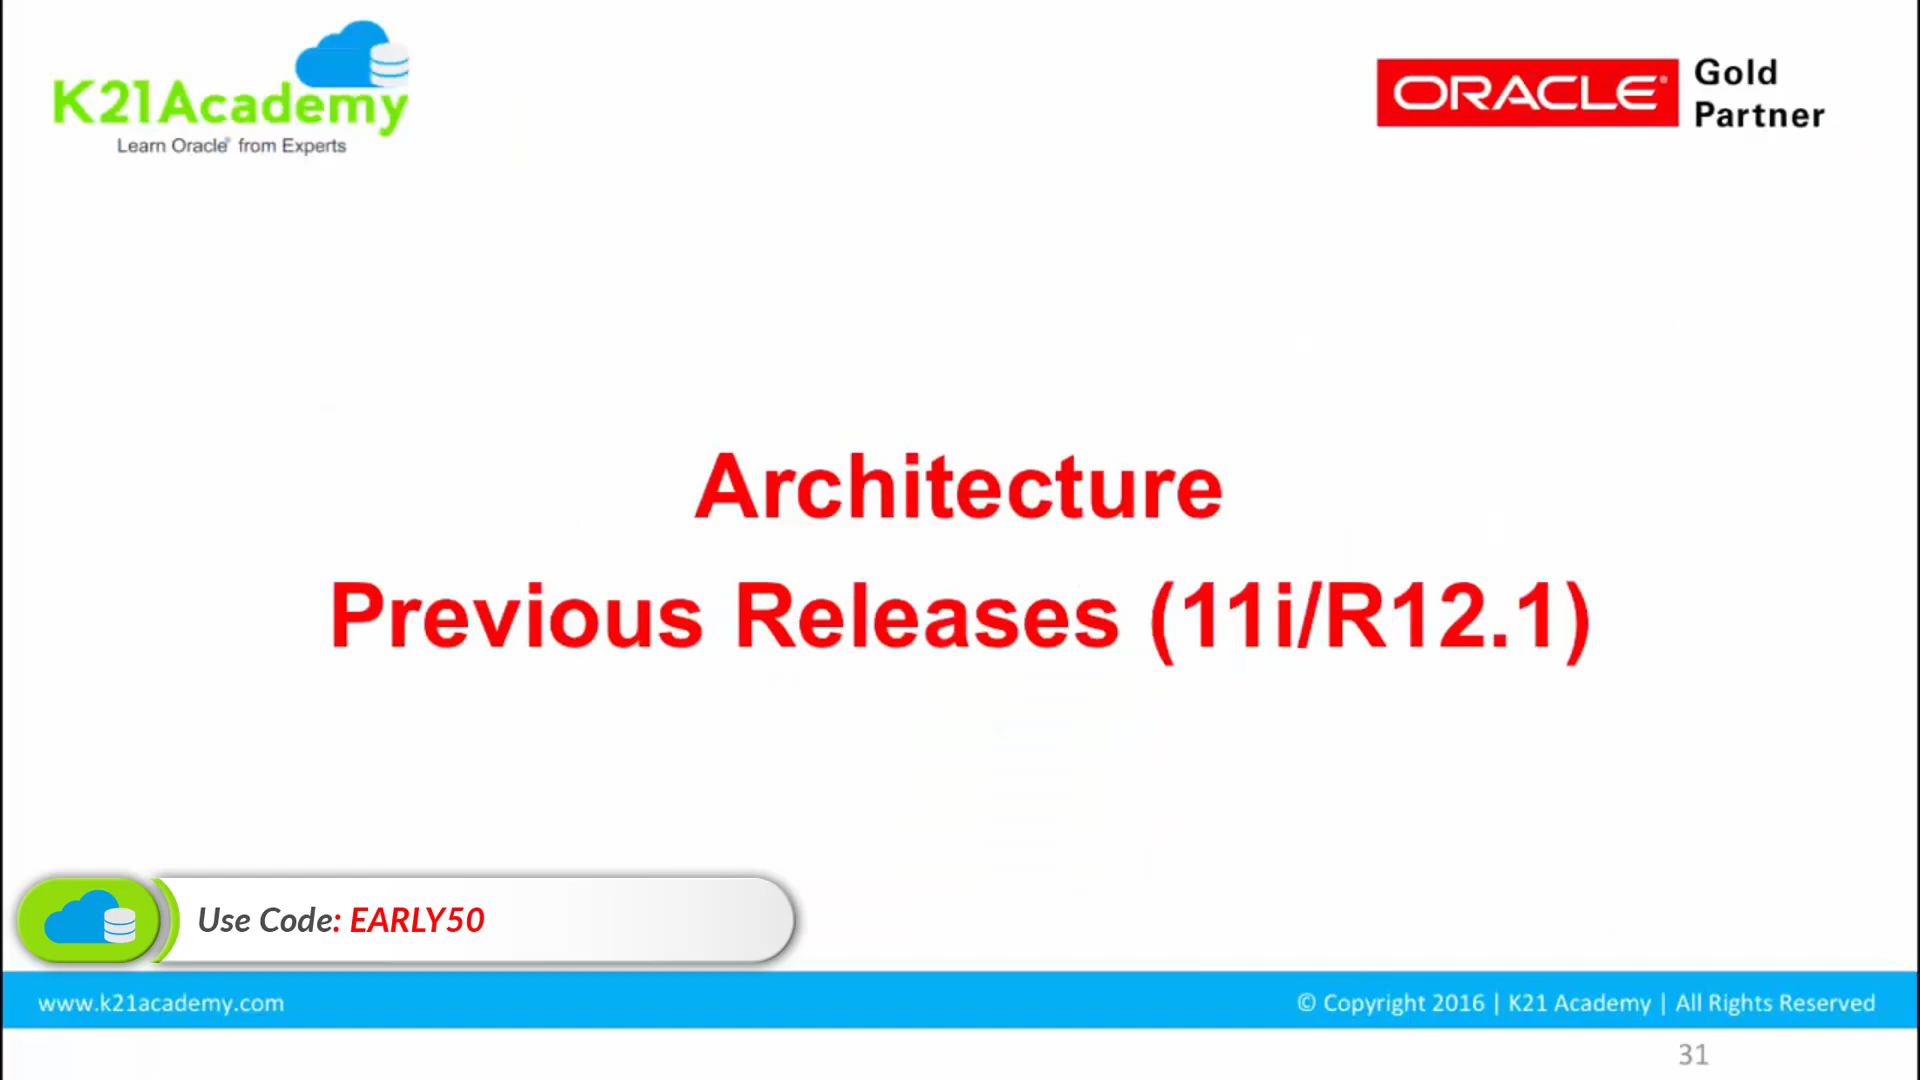 K21Academy
Learn Oracle® from Experts
ORACLE® Gold
Partner
Architecture
Previous Releases (11i/R12.1)
Use Code: EARLY50
www.k21academy.com
© Copyright 2016 | K21 Academy | All Rights Reserved
31